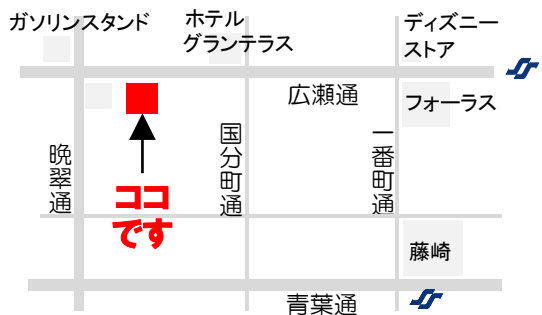 ガソリンスタンド
ホテル
グランテラス
ディズニー
ストア
広瀬通
フォーラス
晩翠通
国分町通
一番町通
ココ
です
藤崎
青葉通